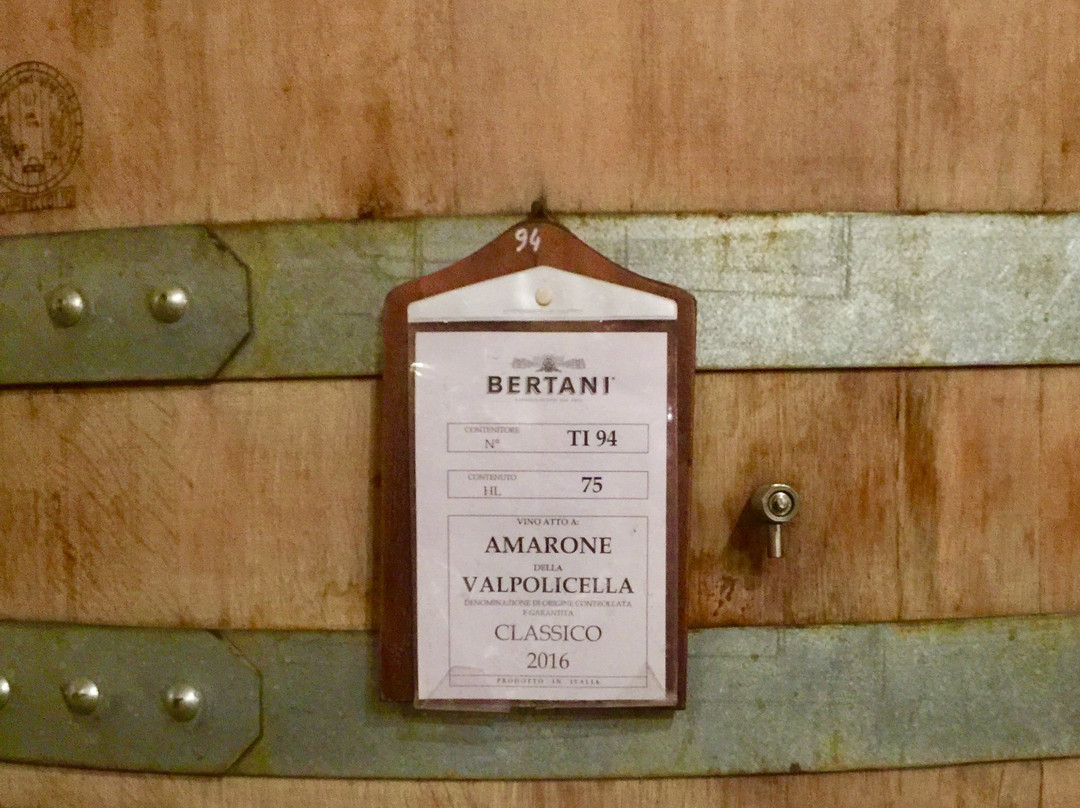 94
BERTANI
CONTENITORE
N° TI 94
CONTENUTO
HL 75
VINO ATTO A:
AMARONE
DELLA
VALPOLICELLA
DENOMINAZIONE DI ORIGINE CONTROLLATA
E GARANTITA
CLASSICO
2016
PRODOTTO IN ITALIA